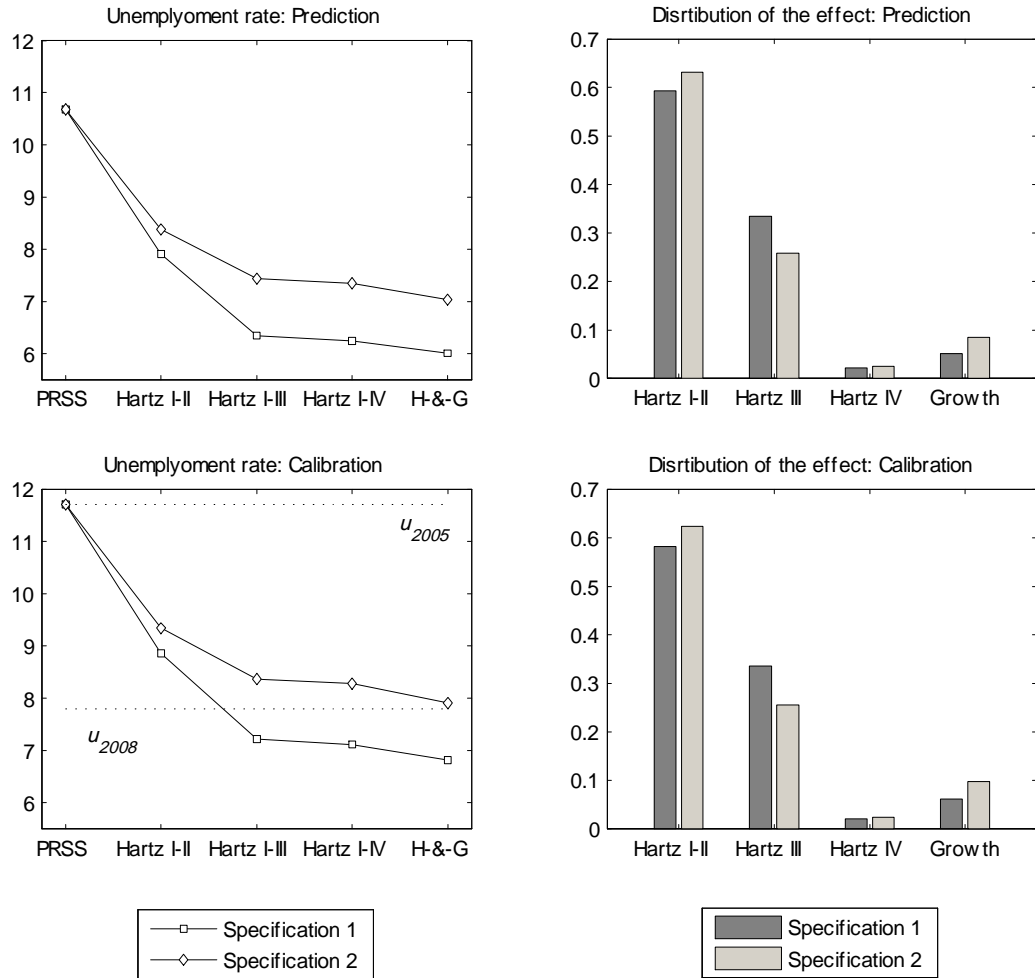 Unemplyoment rate: Prediction
12
11
10
9
8
7
6
PRSS Hartz I-II Hartz I-III Hartz I-IV H-&-G
Disrtibution of the effect: Prediction
0.7
0.6
0.5
0.4
0.3
0.2
0.1
0
Hartz I-II Hartz III Hartz IV Growth
Unemplyoment rate: Calibration
12
11
10
9
8
7
6
u2005
u2008
PRSS Hartz I-II Hartz I-III Hartz I-IV H-&-G
Disrtibution of the effect: Calibration
0.7
0.6
0.5
0.4
0.3
0.2
0.1
0
Hartz I-II Hartz III Hartz IV Growth
Specification 1
Specification 2
Specification 1
Specification 2